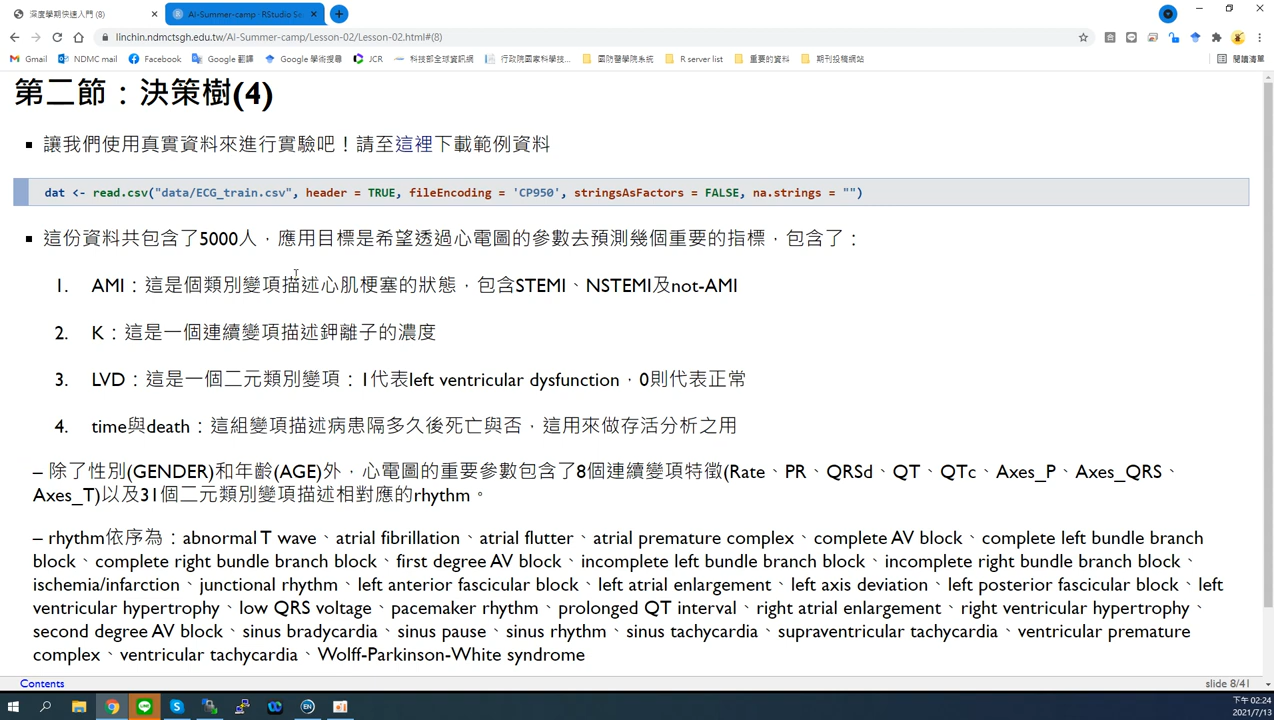 深度學期快速入門 (8)
AI-Summer-camp · RStudio Se
linchin.ndmctsgh.edu.tw/AI-Summer-camp/Lesson-02/Lesson-02.html#(8)
Gmail NDMC mail Facebook Google 翻譯 Google 學術搜尋 JCR 科技部全球資訊網 行政院國家科學技... 國防醫學院系統 R server list 重要的資料 期刊投稿網站 閱讀清單
第二節：決策樹(4)
讓我們使用真實資料來進行實驗吧！請至這裡下載範例資料
dat <- read.csv("data/ECG_train.csv", header = TRUE, fileEncoding = 'CP950', stringsAsFactors = FALSE, na.strings = "")
這份資料共包含了5000人，應用目標是希望透過心電圖的參數去預測幾個重要的指標，包含了：
1. AMI：這是個類別變項描述心肌梗塞的狀態，包含STEMI、NSTEMI及not-AMI
2. K：這是一個連續變項描述鉀離子的濃度
3. LVD：這是一個二元類別變項：1代表left ventricular dysfunction，0則代表正常
4. time與death：這組變項描述病患隔多久後死亡與否，這用來做存活分析之用
– 除了性別(GENDER)和年齡(AGE)外，心電圖的重要參數包含了8個連續變項特徵(Rate、PR、QRSd、QT、QTc、Axes_P、Axes_QRS、
Axes_T)以及31個二元類別變項描述相對應的rhythm。
– rhythm依序為：abnormal T wave、atrial fibrillation、atrial flutter、atrial premature complex、complete AV block、complete left bundle branch
block、complete right bundle branch block、first degree AV block、incomplete left bundle branch block、incomplete right bundle branch block、
ischemia/infarction、junctional rhythm、left anterior fascicular block、left atrial enlargement、left axis deviation、left posterior fascicular block、left
ventricular hypertrophy、low QRS voltage、pacemaker rhythm、prolonged QT interval、right atrial enlargement、right ventricular hypertrophy、
second degree AV block、sinus bradycardia、sinus pause、sinus rhythm、sinus tachycardia、supraventricular tachycardia、ventricular premature
complex、ventricular tachycardia、Wolff-Parkinson-White syndrome
Contents
slide 8/41
EN
下午 02:24
2021/7/13